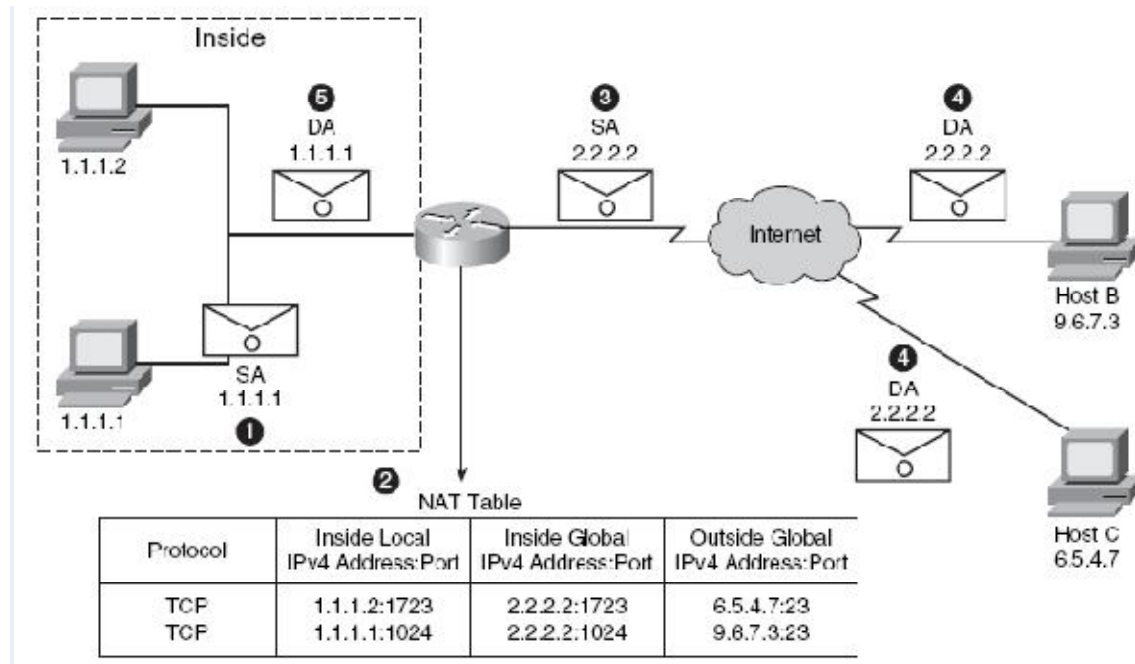 Inside
5
DA
1.1.1.1
3
SA
2.2.2.2
4
DA
2.2.2.2
1.1.1.2
Internet
Host B
9.6.7.3
SA
1.1.1.1
1
1.1.1.1
4
DA
2.2.2.2
Host C
6.5.4.7
2
NAT Table
Protocol
Inside Local
IPv4 Address:Port
Inside Global
IPv4 Address:Port
Outside Global
IPv4 Address:Port
TCP 1.1.1.2:1723 2.2.2.2:1723 6.5.4.7:23
TCP 1.1.1.1:1024 2.2.2.2:1024 9.6.7.3:23